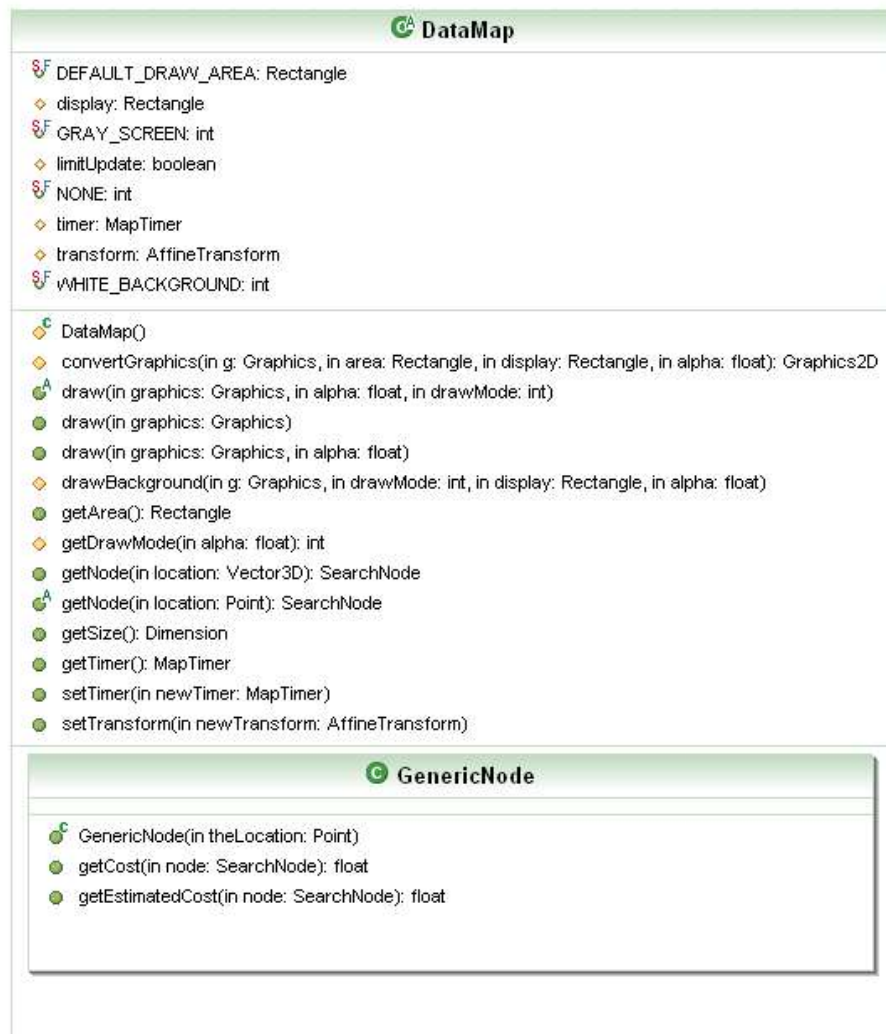 DataMap
DEFAULT_DRAW_AREA: Rectangle
display: Rectangle
GRAY_SCREEN: int
limitUpdate: boolean
NONE: int
timer: MapTimer
transform: AffineTransform
WHITE_BACKGROUND: int
DataMap()
convertGraphics(in g: Graphics, in area: Rectangle, in display: Rectangle, in alpha: float): Graphics2D
draw(in graphics: Graphics, in alpha: float, in drawMode: int)
draw(in graphics: Graphics)
draw(in graphics: Graphics, in alpha: float)
drawBackground(in g: Graphics, in drawMode: int, in display: Rectangle, in alpha: float)
getArea(): Rectangle
getDrawMode(in alpha: float): int
getNode(in location: Vector3D): SearchNode
getNode(in location: Point): SearchNode
getSize(): Dimension
getTimer(): MapTimer
setTimer(in newTimer: MapTimer)
setTransform(in newTransform: AffineTransform)
GenericNode
GenericNode(in theLocation: Point)
getCost(in node: SearchNode): float
getEstimatedCost(in node: SearchNode): float